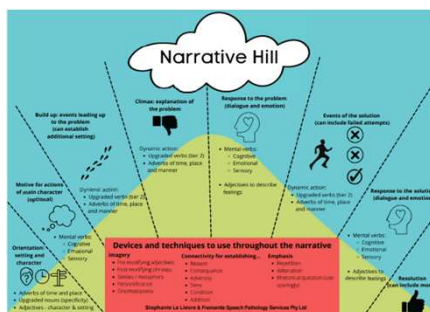 Narrative Hill
Orientation:
setting and
character
Adverbs of time and place
Upgraded nouns (specificity)
Adjectives - character & setting
Motive for actions
of main character
(optional)
Mental verbs:
Cognitive
Emotional
Sensory
Build up: events leading up
to the problem
(can establish
additional setting)
Dynamic action:
Upgraded verbs (tier 2)
Adverbs of time, place
and manner
Climax: explanation of
the problem
Dynamic action:
Upgraded verbs (tier 2)
Adverbs of time, place
and manner
Response to the problem
(dialogue and emotion)
Mental verbs:
Cognitive
Emotional
Sensory
Adjectives to describe
feelings
Events of the solution
(can include failed attempts)
Dynamic action:
Upgraded verbs (tier 2)
Adverbs of time, place
and manner
Response to the solution
(dialogue and emotion)
Mental verbs:
Cognitive
Emotional
Sensory
Adjectives to
describe feelings
Resolution
(can include
Devices and techniques to use throughout the narrative
Imagery
Pre modifying adjectives
Post modifying phrases
Similes / metaphors
Personification
Onomatopoeia
Connectivity for establishing...
Reason
Consequence
Adversity
Time
Condition
Addition
Emphasis
Repetition
Alliteration
Rhetorical question (use
sparingly)
Stephanie Le Lievre & Fremantle Speech Pathology Services Pty Ltd